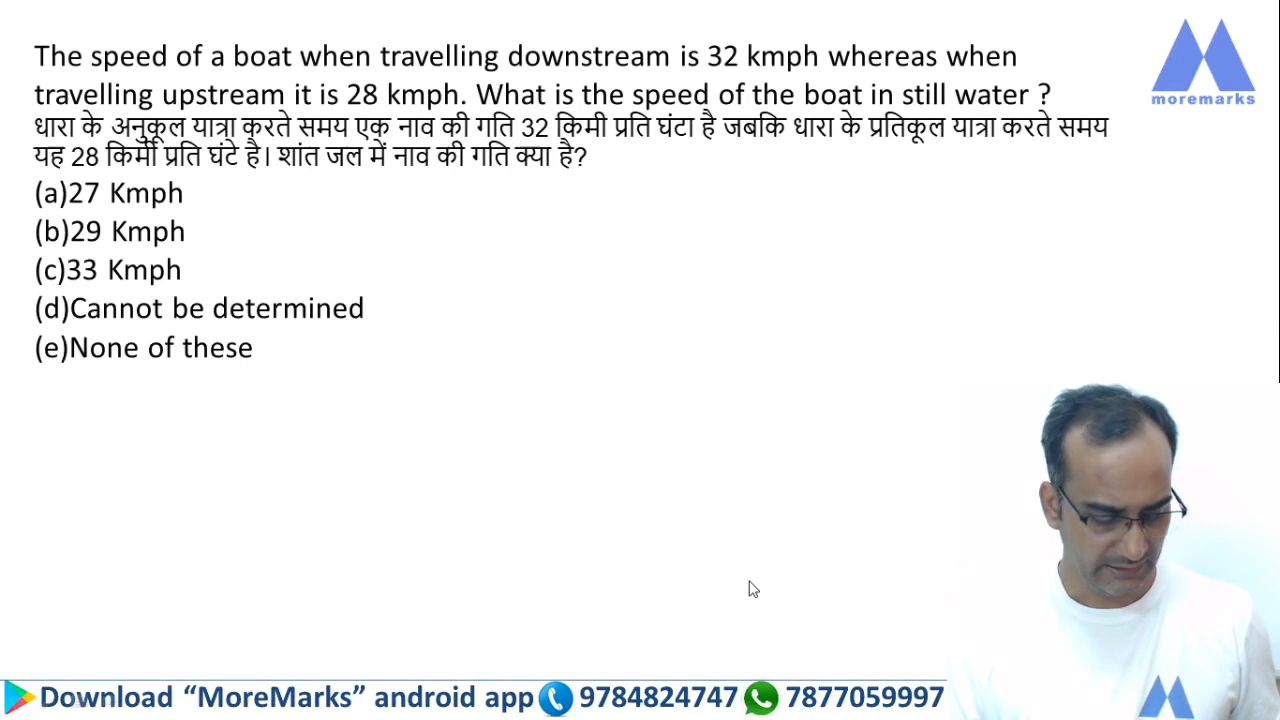 The speed of a boat when travelling downstream is 32 kmph whereas when
travelling upstream it is 28 kmph. What is the speed of the boat in still water ?
धारा के अनुकूल यात्रा करते समय एक नाव की गति 32 किमी प्रति घंटा है जबकि धारा के प्रतिकूल यात्रा करते समय
यह 28 किमी प्रति घंटे है। शांत जल में नाव की गति क्या है?
(a)27 Kmph
(b)29 Kmph
(c)33 Kmph
(d)Cannot be determined
(e)None of these
moremarks
Download “MoreMarks” android app 9784824747 7877059997